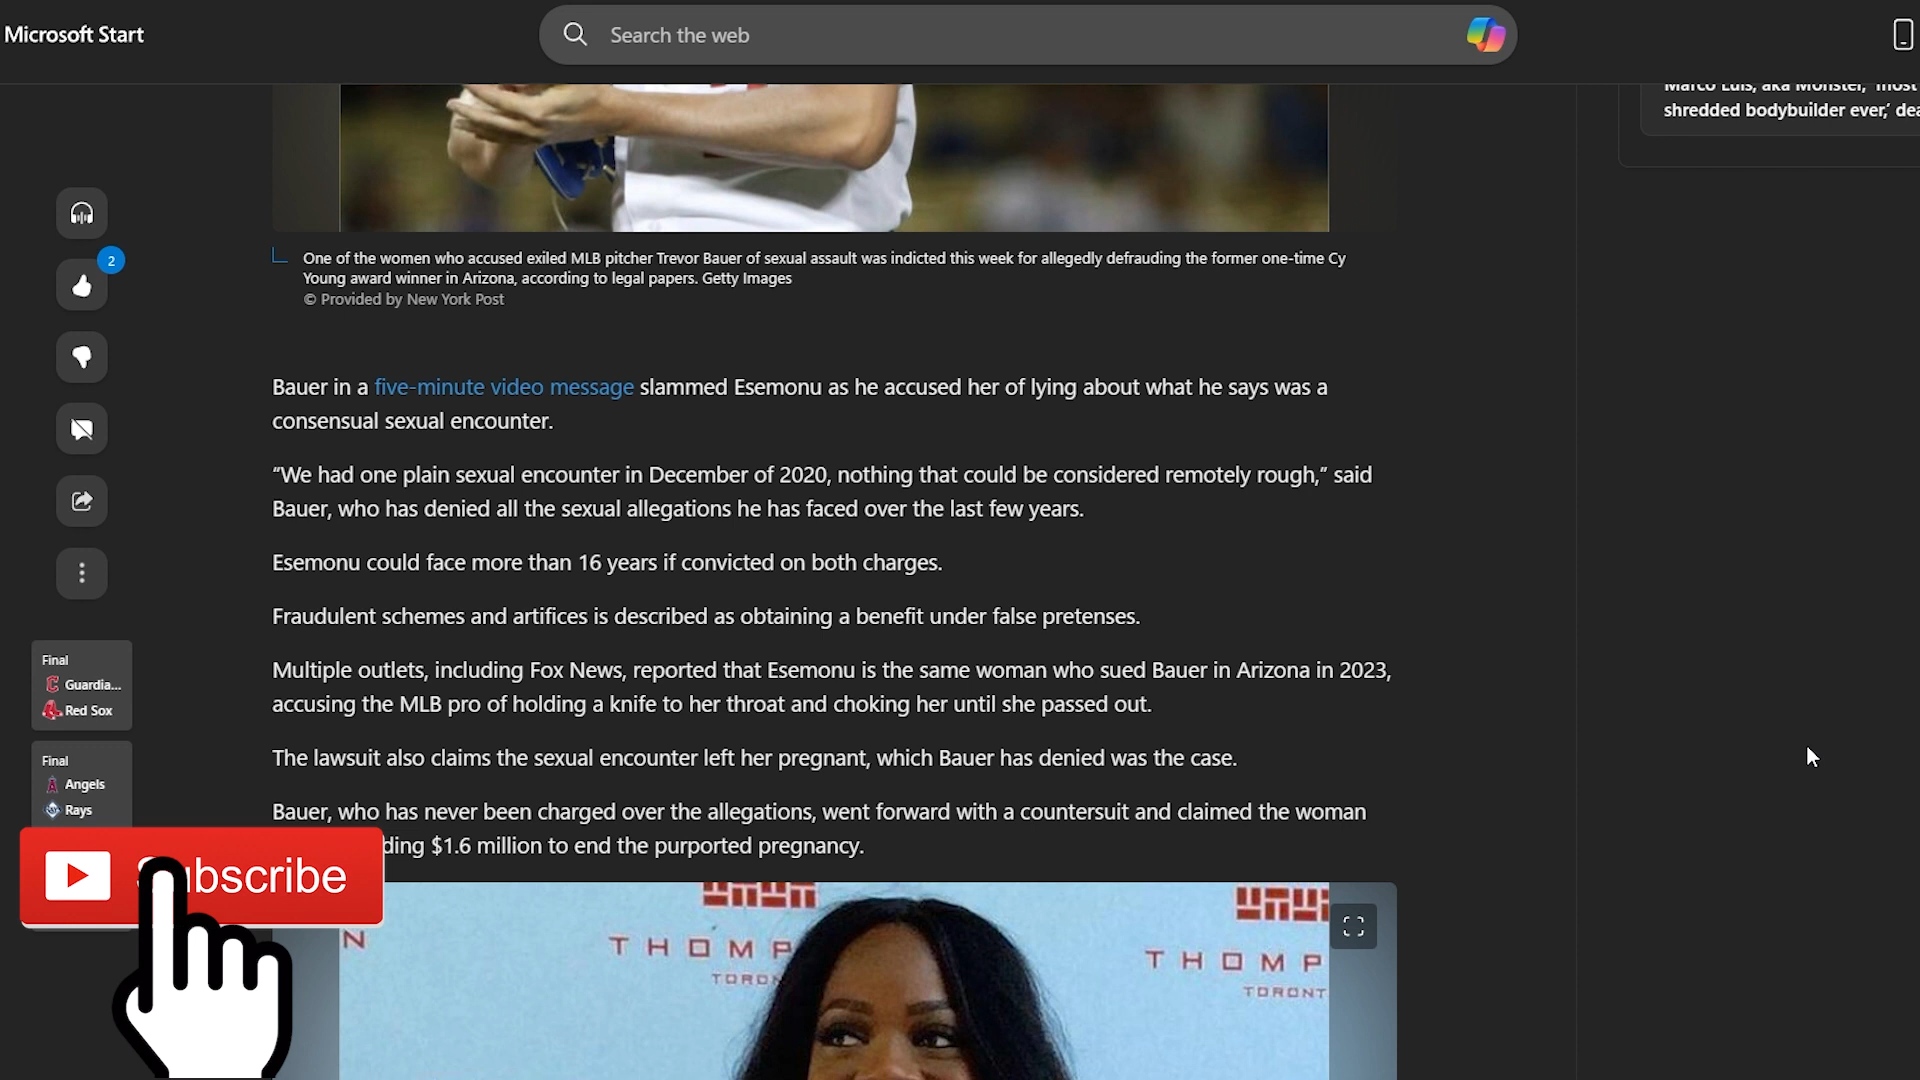 Microsoft Start
Search the web
Marco Luis, aka Monster, 'most
shredded bodybuilder ever,' dea
2
One of the women who accused exiled MLB pitcher Trevor Bauer of sexual assault was indicted this week for allegedly defrauding the former one-time Cy
Young award winner in Arizona, according to legal papers. Getty Images
© Provided by New York Post
Bauer in a five-minute video message slammed Esemonu as he accused her of lying about what he says was a
consensual sexual encounter.
“We had one plain sexual encounter in December of 2020, nothing that could be considered remotely rough,” said
Bauer, who has denied all the sexual allegations he has faced over the last few years.
Esemonu could face more than 16 years if convicted on both charges.
Fraudulent schemes and artifices is described as obtaining a benefit under false pretenses.
Multiple outlets, including Fox News, reported that Esemonu is the same woman who sued Bauer in Arizona in 2023,
accusing the MLB pro of holding a knife to her throat and choking her until she passed out.
The lawsuit also claims the sexual encounter left her pregnant, which Bauer has denied was the case.
Bauer, who has never been charged over the allegations, went forward with a countersuit and claimed the woman
ding $1.6 million to end the purported pregnancy.
Final
Guardia...
Red Sox
Final
Angels
Rays
Subscribe
N
THOMP
TORON
THOMP
TORONT